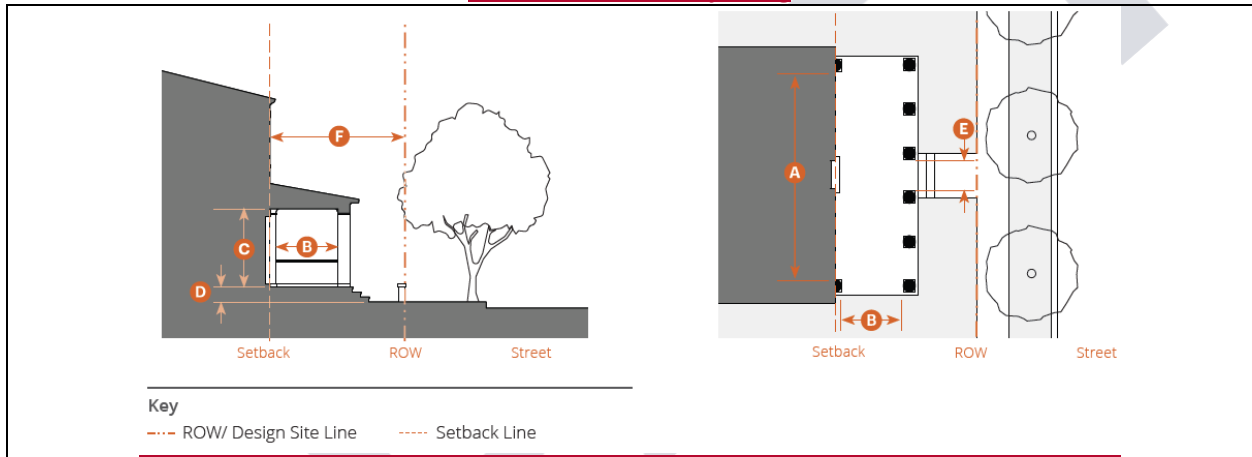 F
C
B
D
Setback
ROW
Street
A
E
B
Setback
ROW
Street
Key
ROW/ Design Site Line
Setback Line